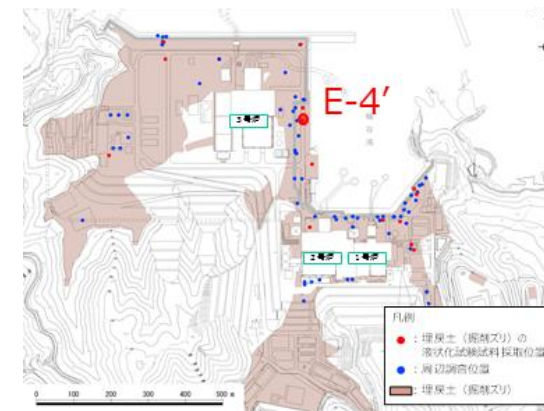 E-4′
3号炉
2号炉
1号炉
凡例
：埋戻土（掘削ズリ）の
液状化試験試料採取位置
：周辺調査位置
：埋戻土（掘削ズリ）
0 100 200 300 400 500 m